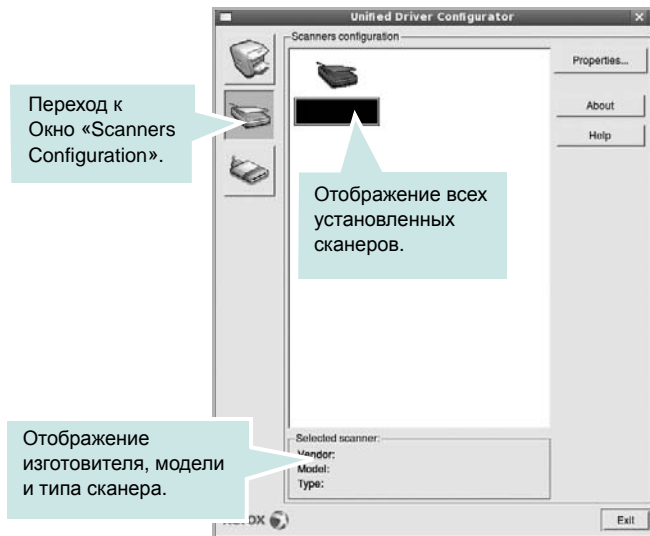 Unified Driver Configurator
Scanners configuration
Properties...
About
Help
Переход к
Окно «Scanners
Configuration».
Отображение всех
установленных
сканеров.
Отображение
изготовителя, модели
и типа сканера.
Selected scanner:
Vendor:
Model:
Type:
Exit